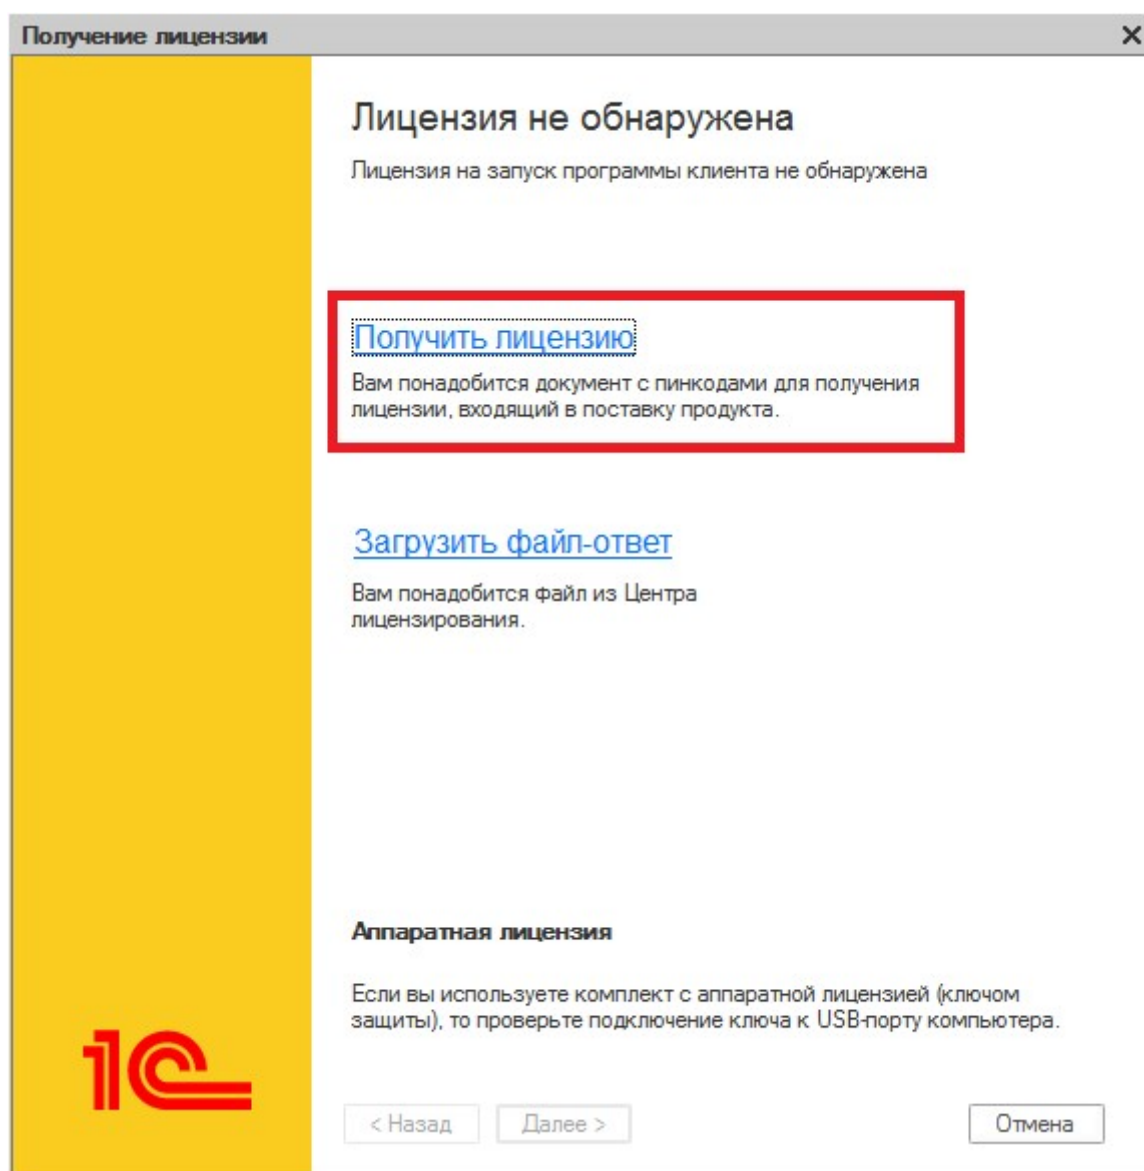 Получение лицензии
Лицензия не обнаружена
Лицензия на запуск программы клиента не обнаружена
Получить лицензию
Вам понадобится документ с пинкодами для получения
лицензии, входящий в поставку продукта.
Загрузить файл-ответ
Вам понадобится файл из Центра
лицензирования.
Аппаратная лицензия
Если вы используете комплект с аппаратной лицензией (ключом
защиты), то проверьте подключение ключа к USB-порту компьютера.
1С
< Назад
Далее >
Отмена